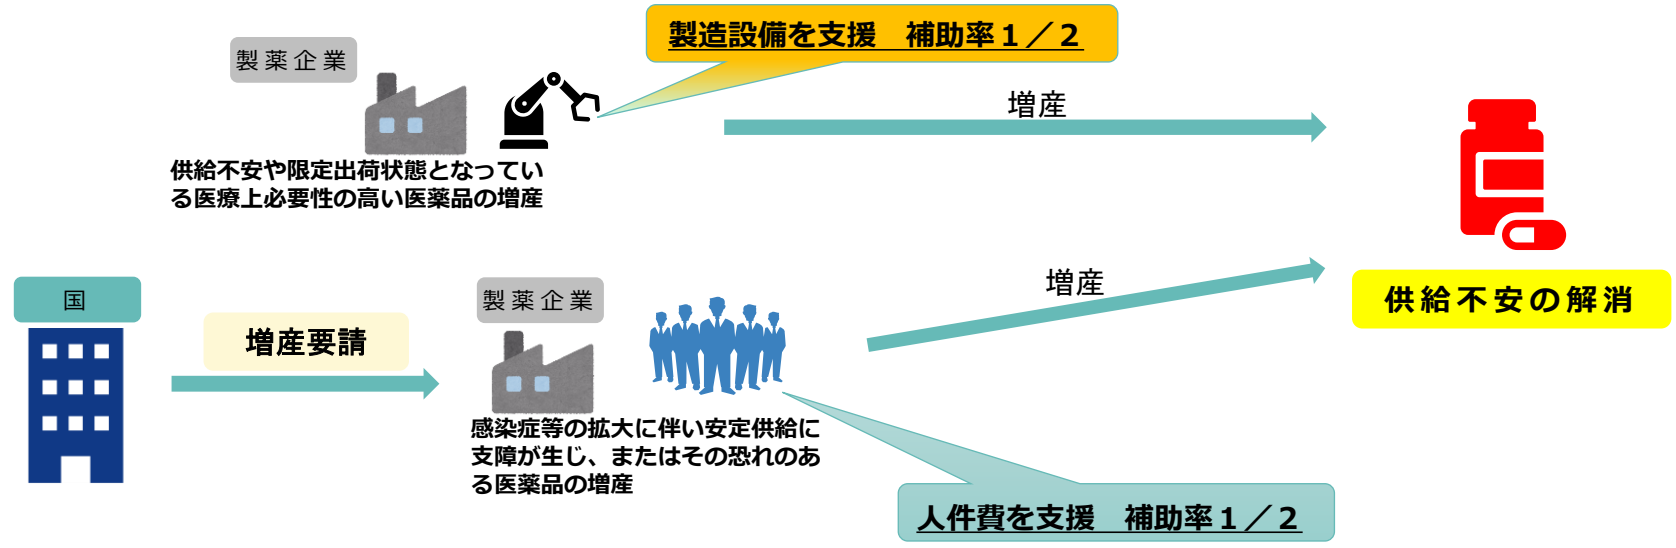 製造設備を支援　補助率１／２
製薬企業
増産
供給不安や限定出荷状態となってい
る医療上必要性の高い医薬品の増産
国
増産要請
製薬企業
増産
供給不安の解消
感染症等の拡大に伴い安定供給に
支障が生じ、またはその恐れのあ
る医薬品の増産
人件費を支援　補助率１／２